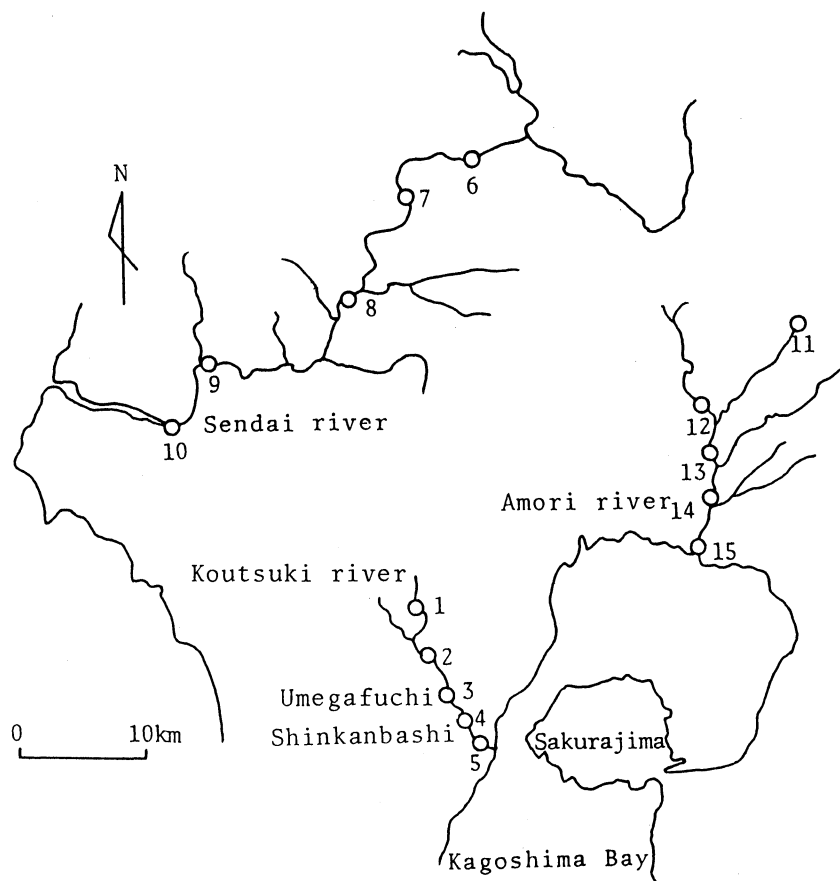 N
6
7
8
9
10
Sendai river
11
12
13
Amori river
14
15
Koutsuki river
1
2
Umegafuchi
3
Shinkanbashi
4
5
0 10km
Sakurajima
Kagoshima Bay